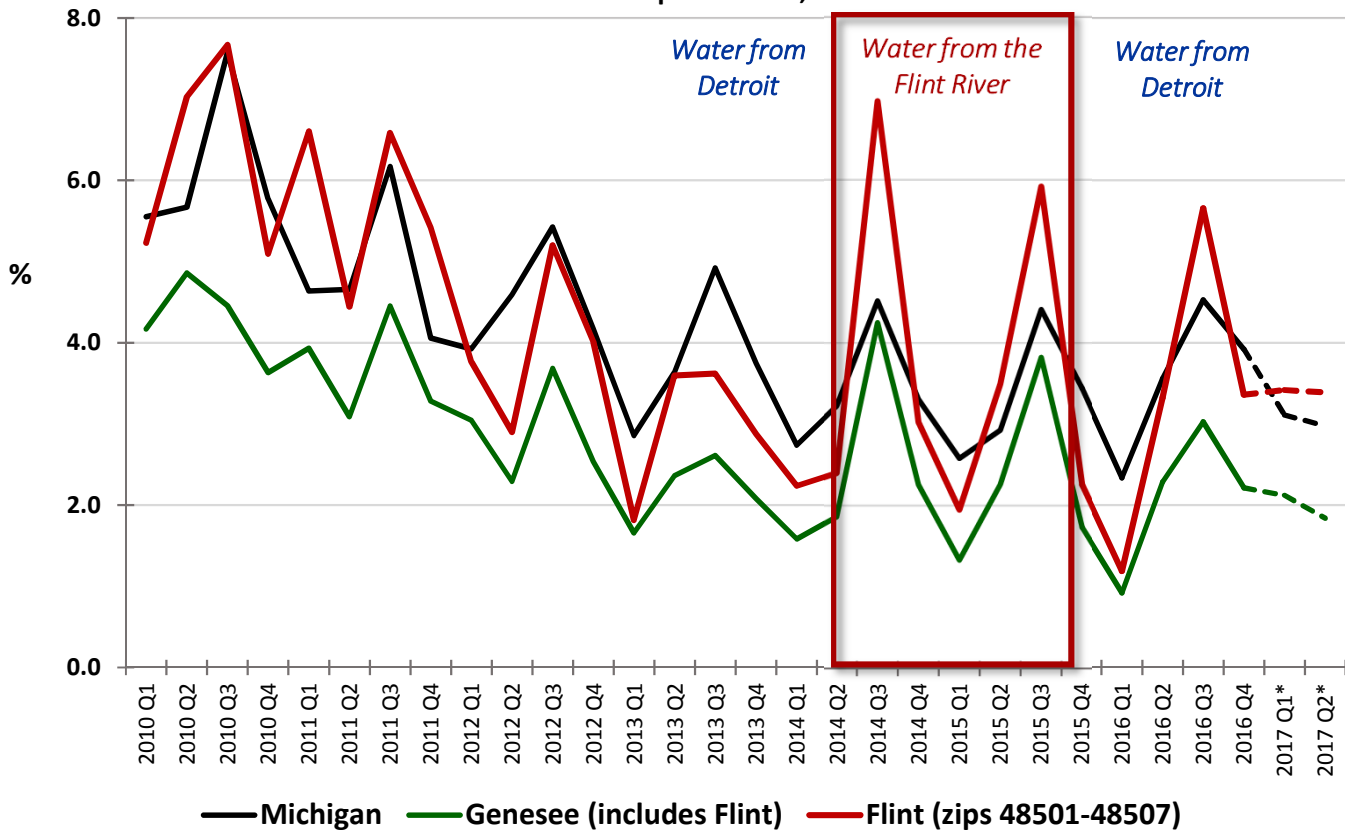 8.0
6.0
4.0
2.0
0.0
%
Water from
Detroit
Water from the
Flint River
Water from
Detroit
2010 Q1
2010 Q2
2010 Q3
2010 Q4
2011 Q1
2011 Q2
2011 Q3
2011 Q4
2012 Q1
2012 Q2
2012 Q3
2012 Q4
2013 Q1
2013 Q2
2013 Q3
2013 Q4
2014 Q1
2014 Q2
2014 Q3
2014 Q4
2015 Q1
2015 Q2
2015 Q3
2015 Q4
2016 Q1
2016 Q2
2016 Q3
2016 Q4
2017 Q1*
2017 Q2*
Michigan
Genesee (includes Flint)
Flint (zips 48501-48507)